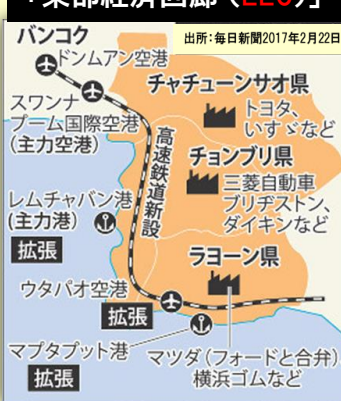 「東部経済回廊（EEC）」
出所：毎日新聞2017年2月22日
バンコク
ドンムアン空港
スワンナ
プーム国際空港
（主力空港）
高速鉄道新設
チャチューンサオ県
トヨタ、
いすゞなど
チョンブリ県
三菱自動車
ブリヂストン、
ダイキンなど
レムチャバン港
（主力港）
拡張
ラヨーン県
ウタパオ空港
拡張
マプタプット港
拡張
マツダ（フォードと合弁）
横浜ゴムなど